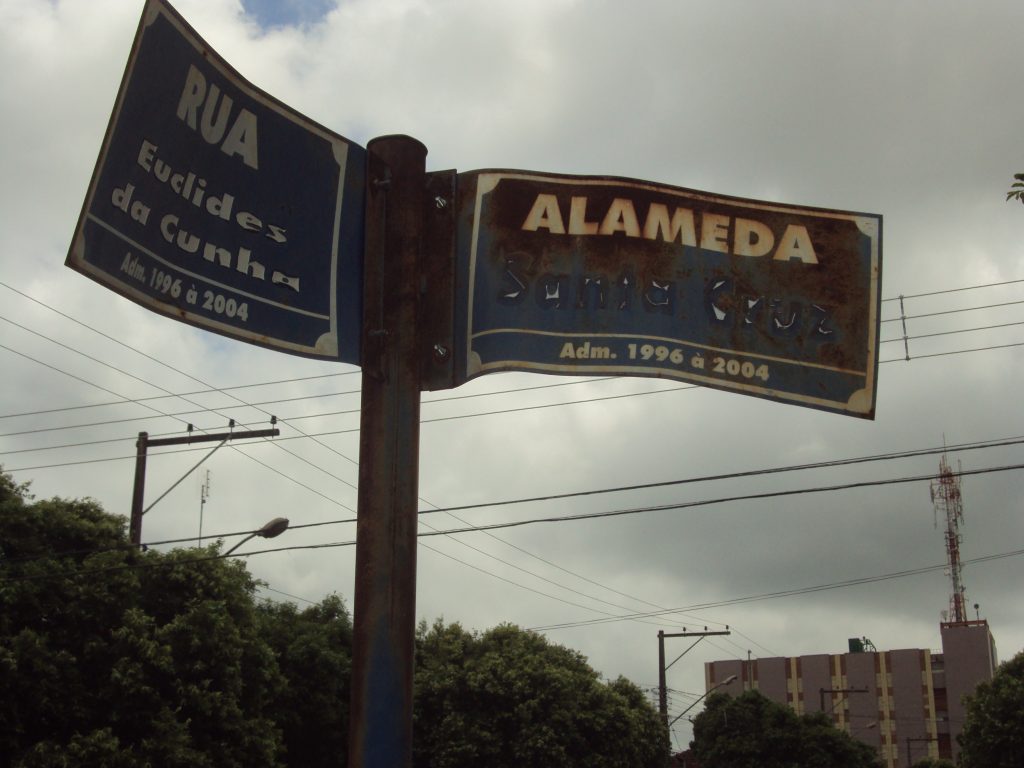 RUA
Euclides
da Cunha
Adm. 1996 à 2004
ALAMEDA
Santa Cruz
Adm. 1996 à 2004